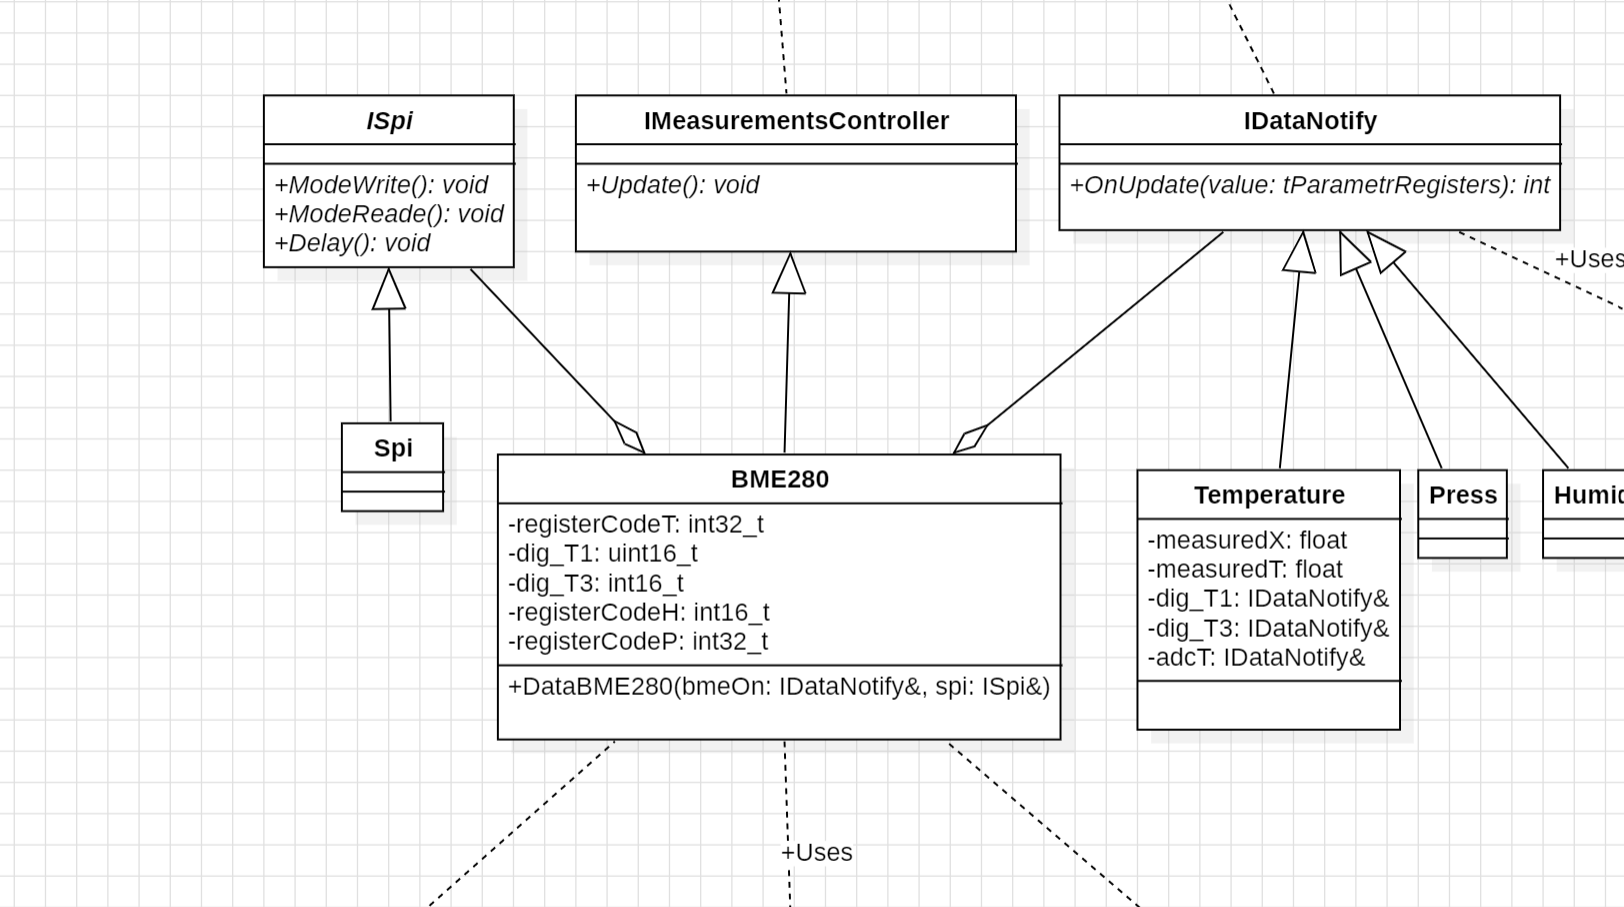 ISpi
+ModeWrite(): void
+ModeReade(): void
+Delay(): void
IMeasurementsController
+Update(): void
IDataNotify
+OnUpdate(value: tParametrRegisters): int
+Uses
Spi
BME280
-registerCodeT: int32_t
-dig_T1: uint16_t
-dig_T3: int16_t
-registerCodeH: int16_t
-registerCodeP: int32_t
+DataBME280(bmeOn: IDataNotify&, spi: ISpi&)
Temperature
-measuredX: float
-measuredT: float
-dig_T1: IDataNotify&
-dig_T3: IDataNotify&
-adcT: IDataNotify&
Press
+Uses